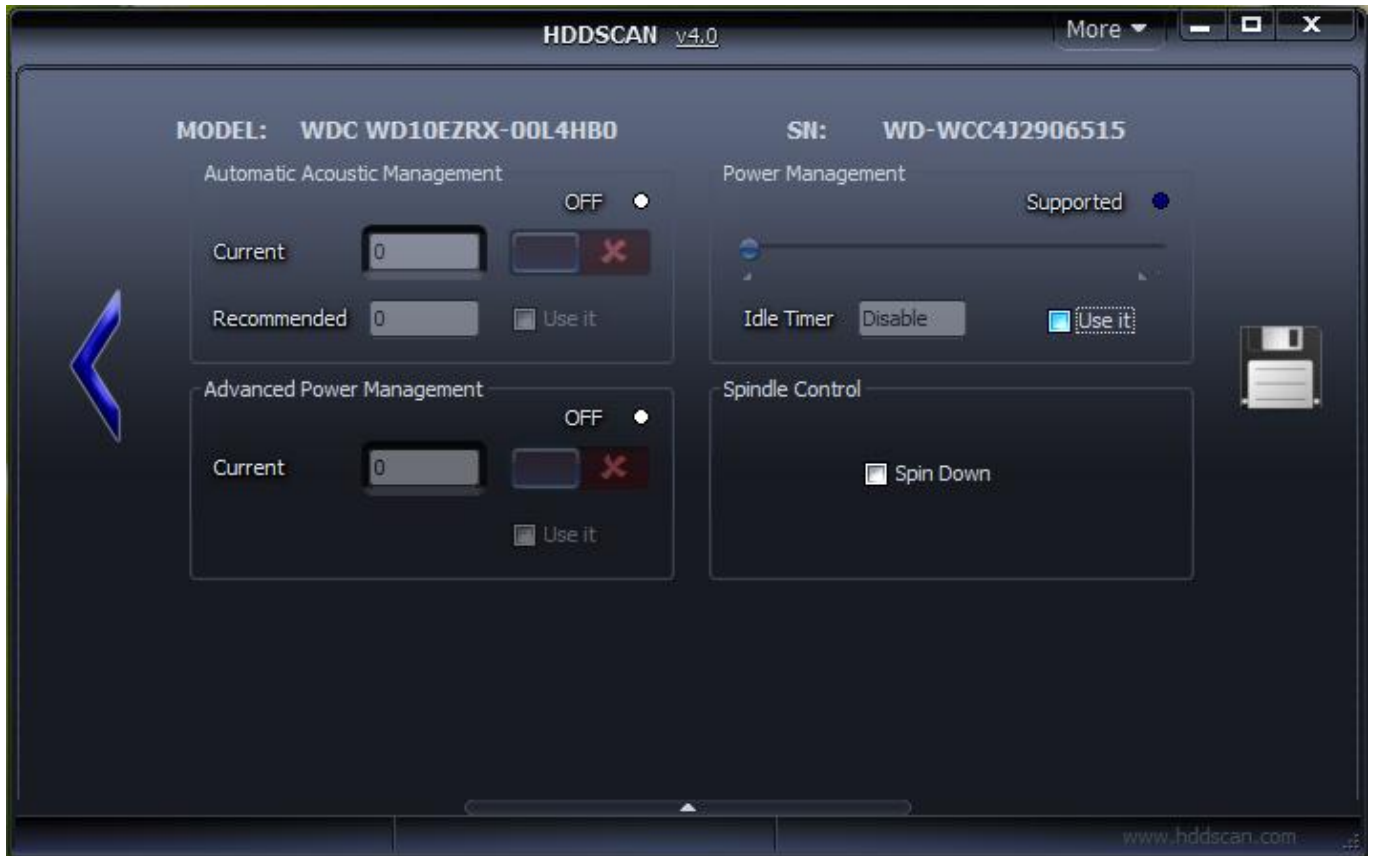 HDDSCAN v4.0
More
MODEL: WDC WD10EZRX-00L4HB0
SN: WD-WCC4J2906515
Automatic Acoustic Management
OFF
Current 0
Recommended 0 Use it
Power Management
Supported
Idle Timer Disable Use it
Advanced Power Management
OFF
Current 0
Use it
Spindle Control
Spin Down
www.hddscan.com